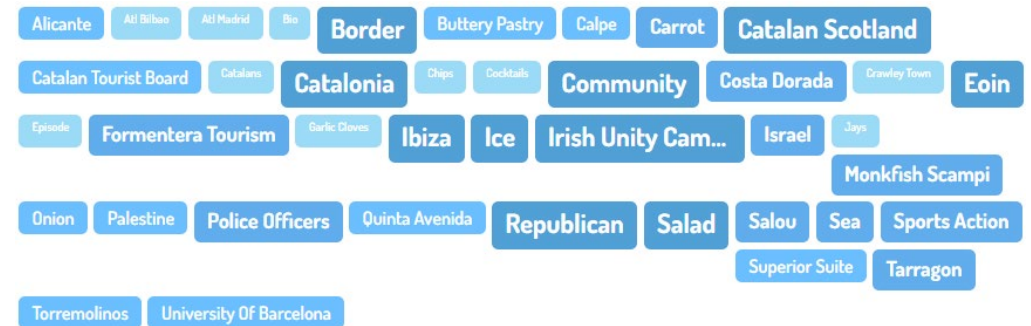 Alicante Atl Bilbao Atl Madrid Bio Border Buttery Pastry Calpe Carrot Catalan Scotland
Catalan Tourist Board Catalans Catalonia Chips Cocktails Community Costa Dorada Crawley Town Eoin
Episode Formentera Tourism Garlic Cloves Ibiza Ice Irish Unity Cam... Israel Jays
Monkfish Scampi
Onion Palestine Police Officers Quinta Avenida Republican Salad Salou Sea Sports Action
Superior Suite Tarragon
Torremolinos University Of Barcelona